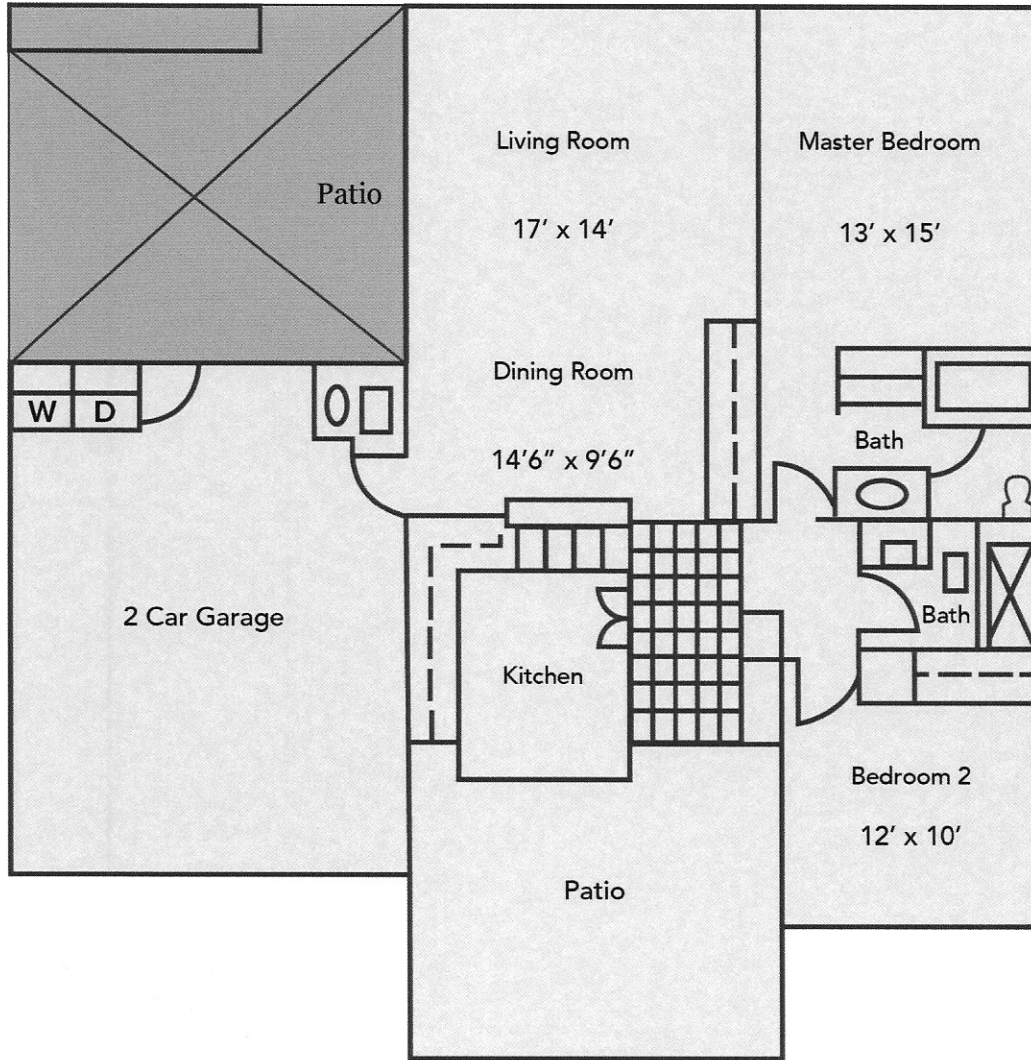 Living Room
Master Bedroom
Patio
17’ x 14’
13’ x 15’
Dining Room
W D
Bath
14’6” x 9’6”
2 Car Garage
Bath
Kitchen
Bedroom 2
12’ x 10’
Patio